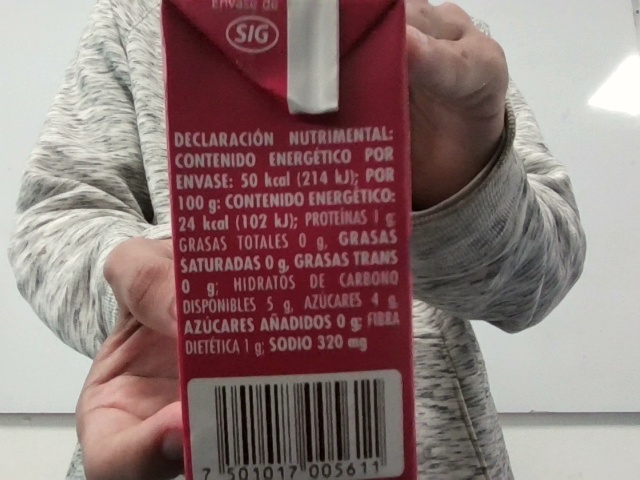 Envase de
SIG
DECLARACIÓN NUTRIMENTAL:
CONTENIDO ENERGÉTICO POR
ENVASE: 50 kcal (214 kJ); POR
100 g: CONTENIDO ENERGÉTICO:
24 kcal (102 kJ); PROTEÍNAS 1 g;
GRASAS TOTALES 0 g, GRASAS
SATURADAS 0 g, GRASAS TRANS
0 g; HIDRATOS DE CARBONO
DISPONIBLES 5 g, AZÚCARES 4 g,
AZÚCARES AÑADIDOS 0 g; FIBRA
DIETÉTICA 1 g; SODIO 320 mg
7 501017 005611